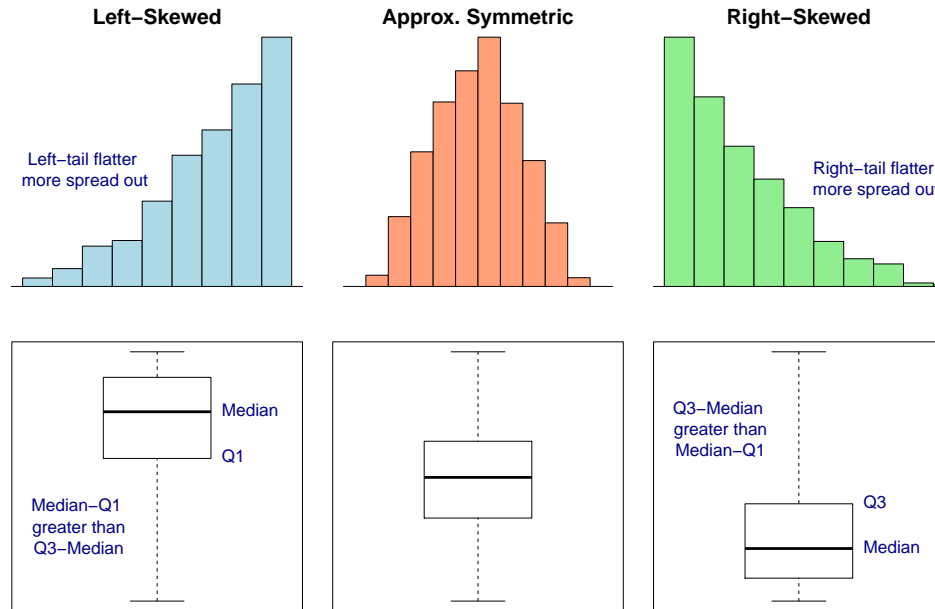 Left−Skewed
Approx. Symmetric
Right−Skewed
Left−tail flatter
more spread out
Right−tail flatter
more spread out
Median
Q1
Median−Q1
greater than
Q3−Median
Q3−Median
greater than
Median−Q1
Q3
Median